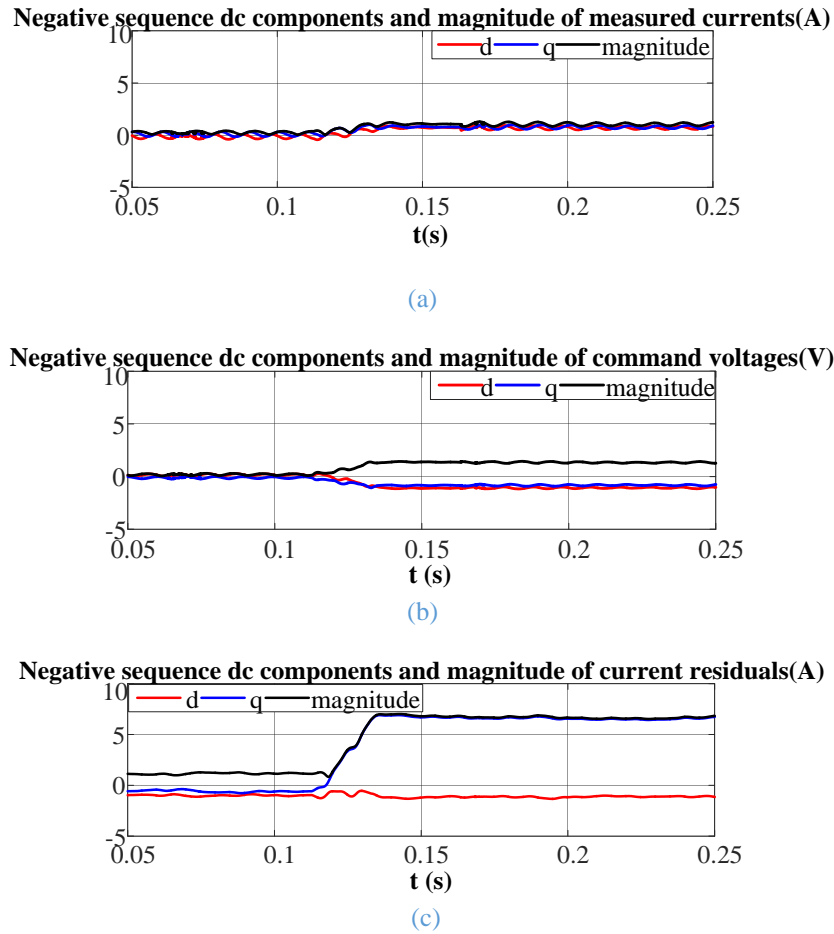 Negative sequence dc components and magnitude of measured currents(A)
10
d q magnitude
5
0
-5
0.05 0.1 0.15 0.2 0.25
t(s)
(a)
Negative sequence dc components and magnitude of command voltages(V)
10
d q magnitude
5
0
-5
0.05 0.1 0.15 0.2 0.25
t (s)
(b)
Negative sequence dc components and magnitude of current residuals(A)
10
d q magnitude
5
0
-5
0.05 0.1 0.15 0.2 0.25
t (s)
(c)